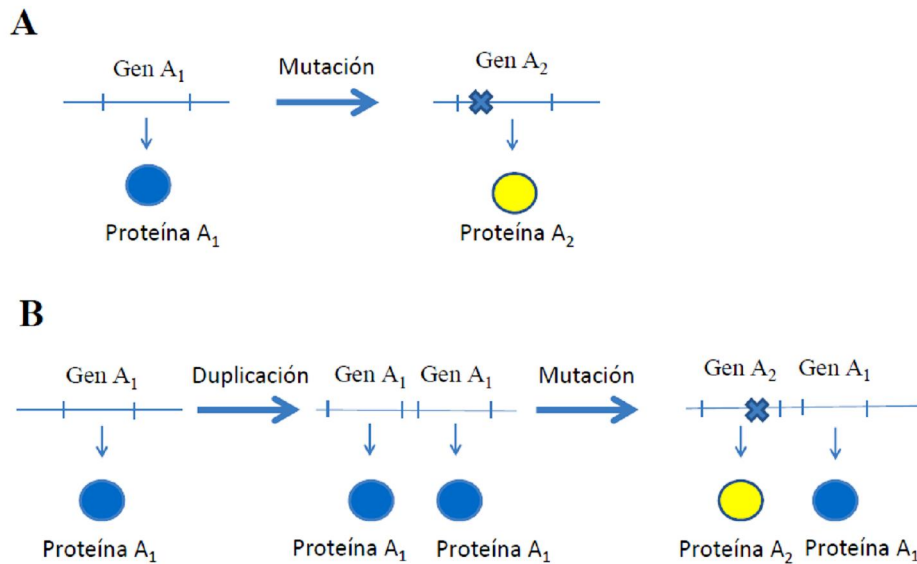 A
Gen A₁ Mutación Gen A₂
Proteína A₁ Proteína A₂
B
Gen A₁ Duplicación Gen A₁ Gen A₁ Mutación Gen A₂ Gen A₁
Proteína A₁ Proteína A₁ Proteína A₁ Proteína A₂ Proteína A₁